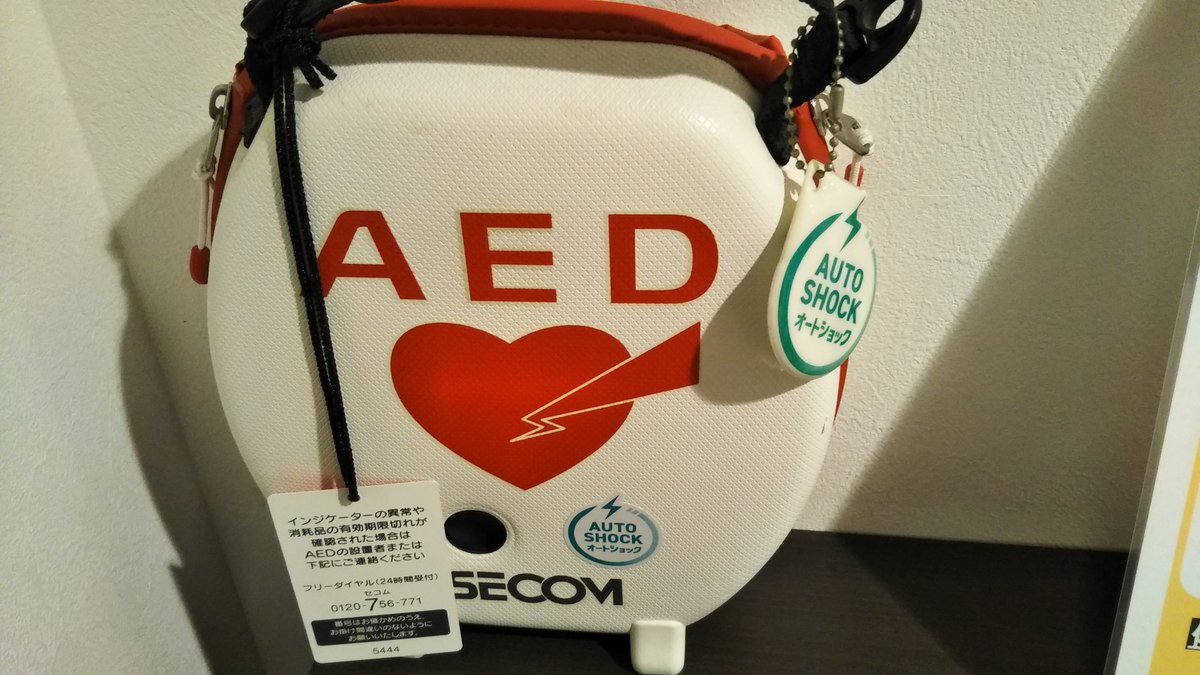 AED
AUTO
SHOCK
オートショック
AUTO
SHOCK
オートショック
SECOM
インジケーターの異常や
消耗品の有効期限切れが
確認された場合は
AEDの設置者または
下記にご連絡ください
フリーダイヤル(24時間受付)
セコム
0120-756-771
番号はお確かめのうえ、
お掛け間違いのないように
お願いいたします。
5444